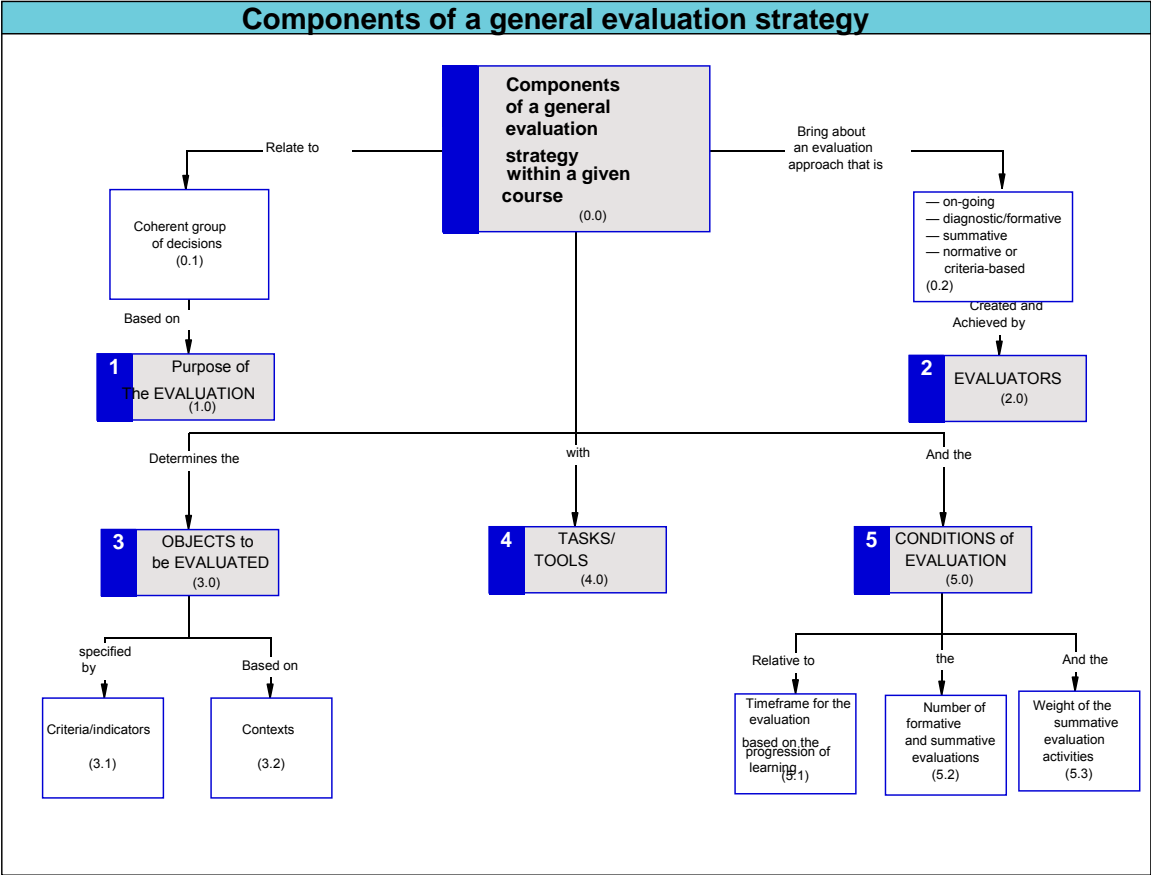 Components of a general evaluation strategy
Components
of a general
evaluation
strategy
within a given
course
(0.0)
Relate to
Bring about
an evaluation
approach that is
Coherent group
of decisions
(0.1)
— on-going
— diagnostic/formative
— summative
— normative or
criteria-based
(0.2)
Based on
Created and
Achieved by
1
Purpose of
The EVALUATION
(1.0)
2
EVALUATORS
(2.0)
Determines the
with
And the
3
OBJECTS to
be EVALUATED
(3.0)
4
TASKS/
TOOLS
(4.0)
5
CONDITIONS of
EVALUATION
(5.0)
specified
by
Based on
Relative to
the
And the
Criteria/indicators
(3.1)
Contexts
(3.2)
Timeframe for the
evaluation
based on the
progression of
learning
(5.1)
Number of
formative
and summative
evaluations
(5.2)
Weight of the
summative
evaluation
activities
(5.3)